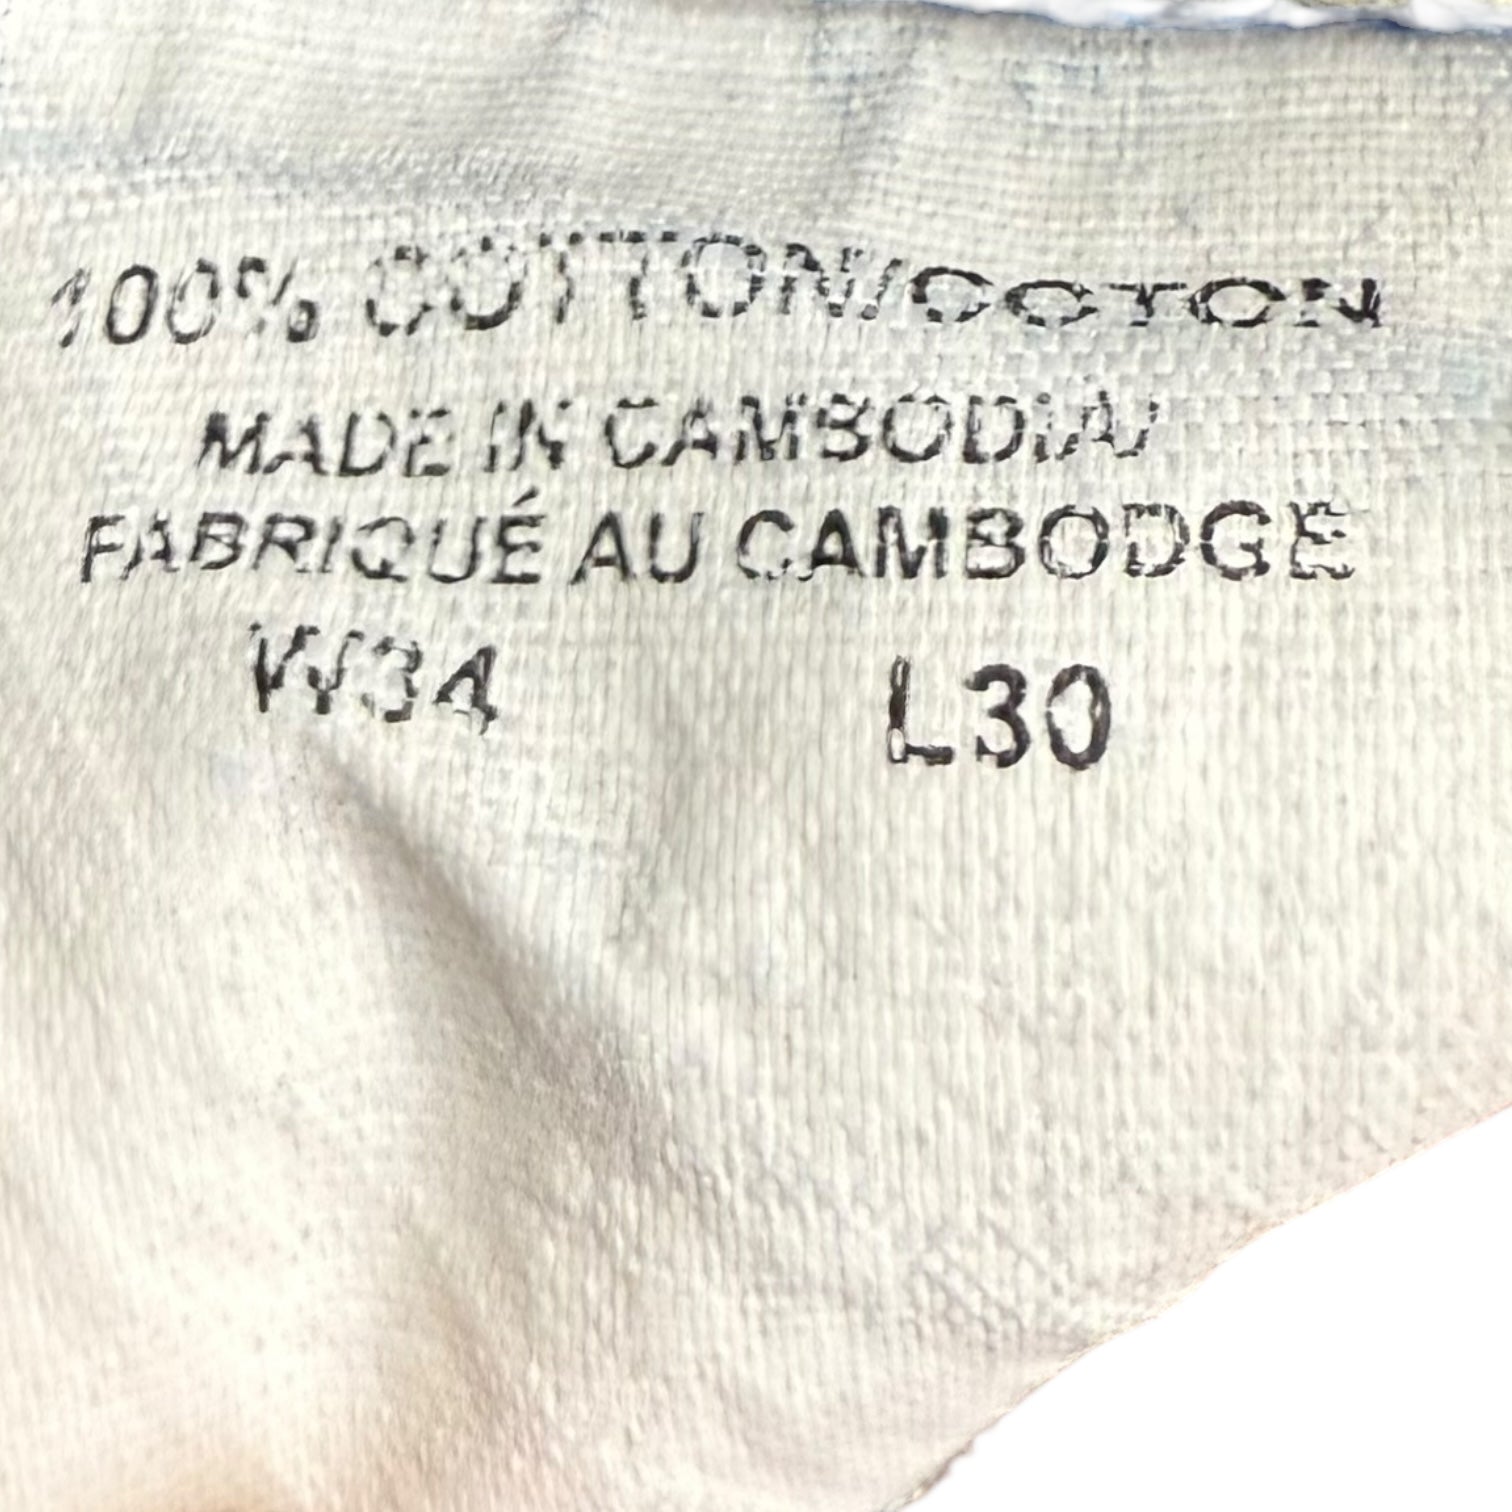 100% COTTON/COTON
MADE IN CAMBODIA/
FABRIQUÉ AU CAMBODGE
W34 L30